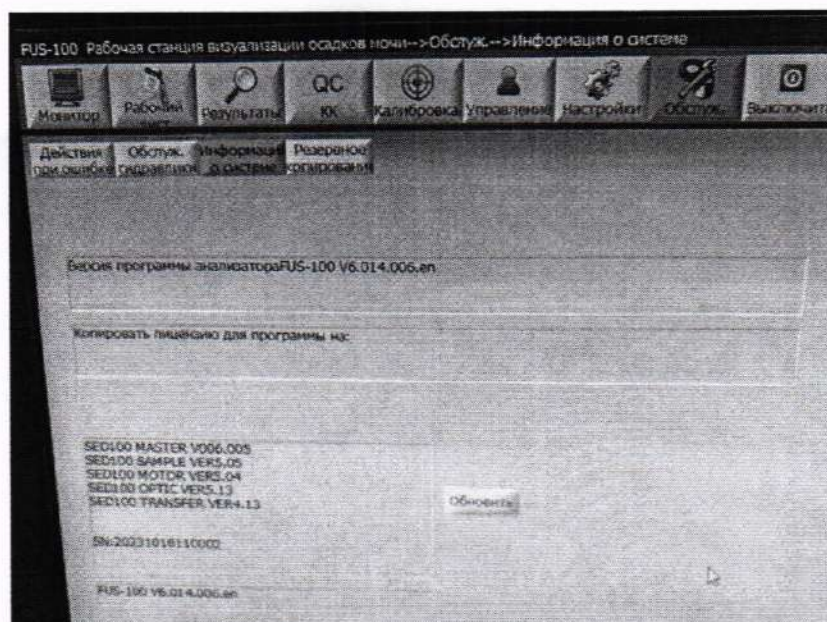 FUS-100 Рабочая станция визуализации осадков мочи-->Обслуж.-->Информация о системе
Монитор
Рабочий
лист
Результаты
QC
КК
Калибровка
Управление
Настройки
Обслуж.
Выключить
Действия
при ошибке
Обслуж.
гидравлики
Информация
о системе
Резервное
копирование
Версия программы анализатораFUS-100 V6.014.006.en
Копировать лицензию для программы на:
SED100 MASTER V006.005
SED100 SAMPLE VER5.05
SED100 MOTOR VER5.04
SED100 OPTIC VER5.13
SED100 TRANSFER VER4.13
Обновить
SN:20231018110002
FUS-100 V6.014.006.en